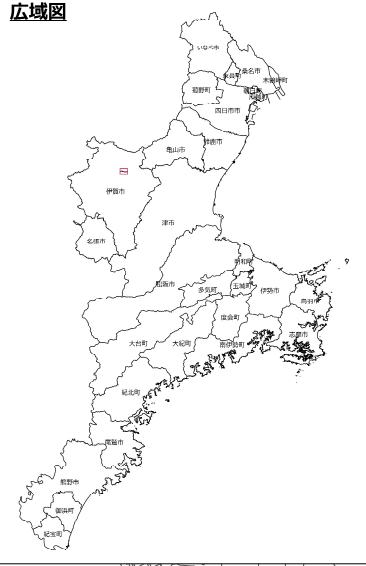 広域図
いなべ市
桑名市
東員町
木曽岬町
菰野町
朝日町
川越町
四日市市
亀山市
鈴鹿市
伊賀市
津市
名張市
明和町
松阪市
多気町
玉城町
伊勢市
鳥羽市
度会町
志摩市
大台町
大紀町
南伊勢町
紀北町
尾鷲市
熊野市
御浜町
紀宝町